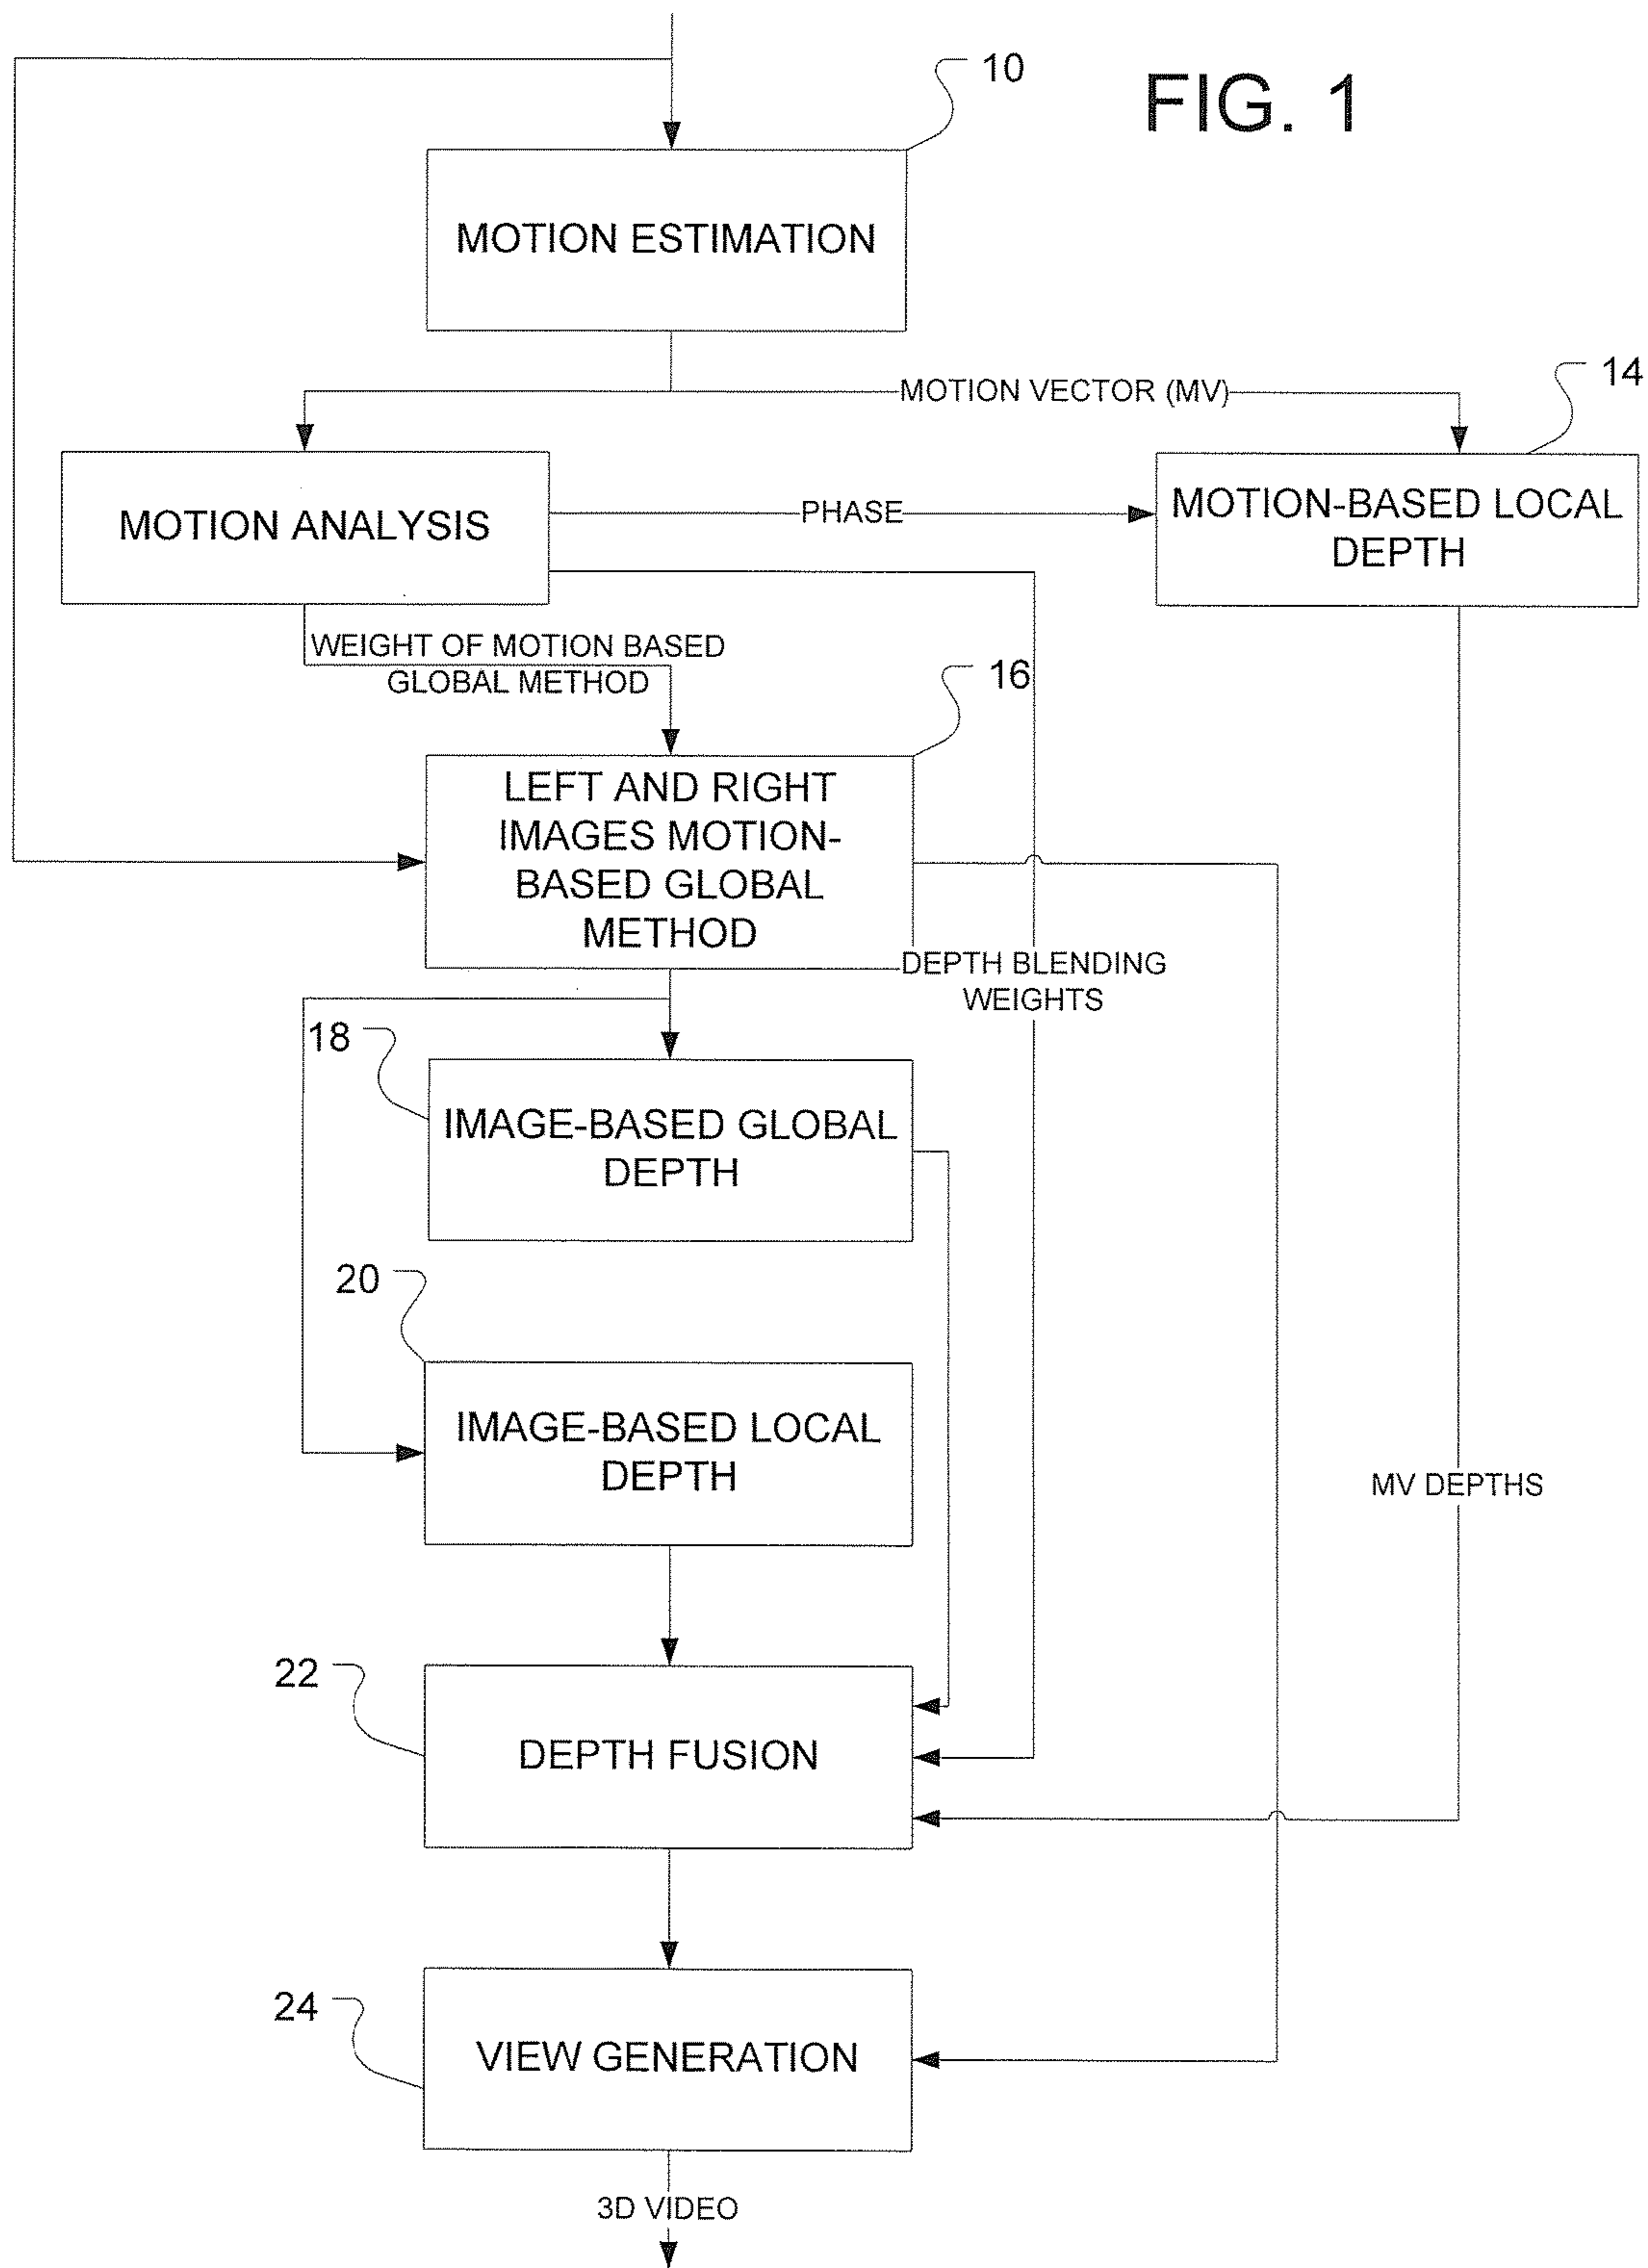 FIG. 1
10
MOTION ESTIMATION
MOTION VECTOR (MV)
14
MOTION ANALYSIS
PHASE
MOTION-BASED LOCAL
DEPTH
WEIGHT OF MOTION BASED
GLOBAL METHOD
16
LEFT AND RIGHT
IMAGES MOTION-
BASED GLOBAL
METHOD
DEPTH BLENDING
WEIGHTS
18
IMAGE-BASED GLOBAL
DEPTH
20
IMAGE-BASED LOCAL
DEPTH
MV DEPTHS
22
DEPTH FUSION
24
VIEW GENERATION
3D VIDEO